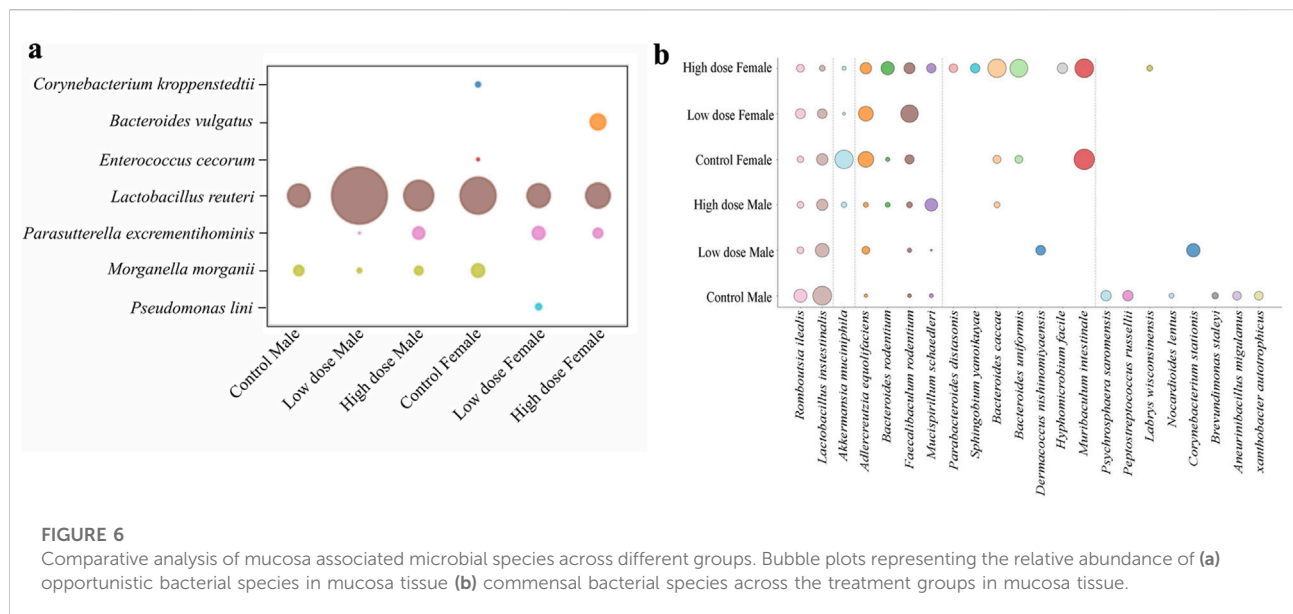 a
Corynebacterium kroppenstedtii
Bacteroides vulgatus
Enterococcus cecorum
Lactobacillus reuteri
Parasutterella excrementihominis
Morganella morganii
Pseudomonas lini
Control Male
Low dose Male
High dose Male
Control Female
Low dose Female
High dose Female
b
High dose Female
Low dose Female
Control Female
High dose Male
Low dose Male
Control Male
Romboutsia ilealis
Lactobacillus instestinalis
Akkermansia muciniphila
Adlercreutzia equolifaciens
Bacteroides rodentium
Faecalibaculum rodentium
Mucispirillum schaedleri
Parabacteroides distasonis
Sphingobium yanoikayae
Bacteroides caccae
Bacteroides uniformis
Dermacoccus nishinomiyaensis
Hyphomicrobium facile
Muribaculum intestinale
Psychrosphaera saromensis
Peptostreptococcus russellii
Labrys wisconsinensis
Nocardioides lennus
Corynebacterium stationis
Brevundmonas staleyi
Aneurinibacillus migulanus
xanthobacter autotrophicus
FIGURE 6
Comparative analysis of mucosa associated microbial species across different groups. Bubble plots representing the relative abundance of (a)
opportunistic bacterial species in mucosa tissue (b) commensal bacterial species across the treatment groups in mucosa tissue.